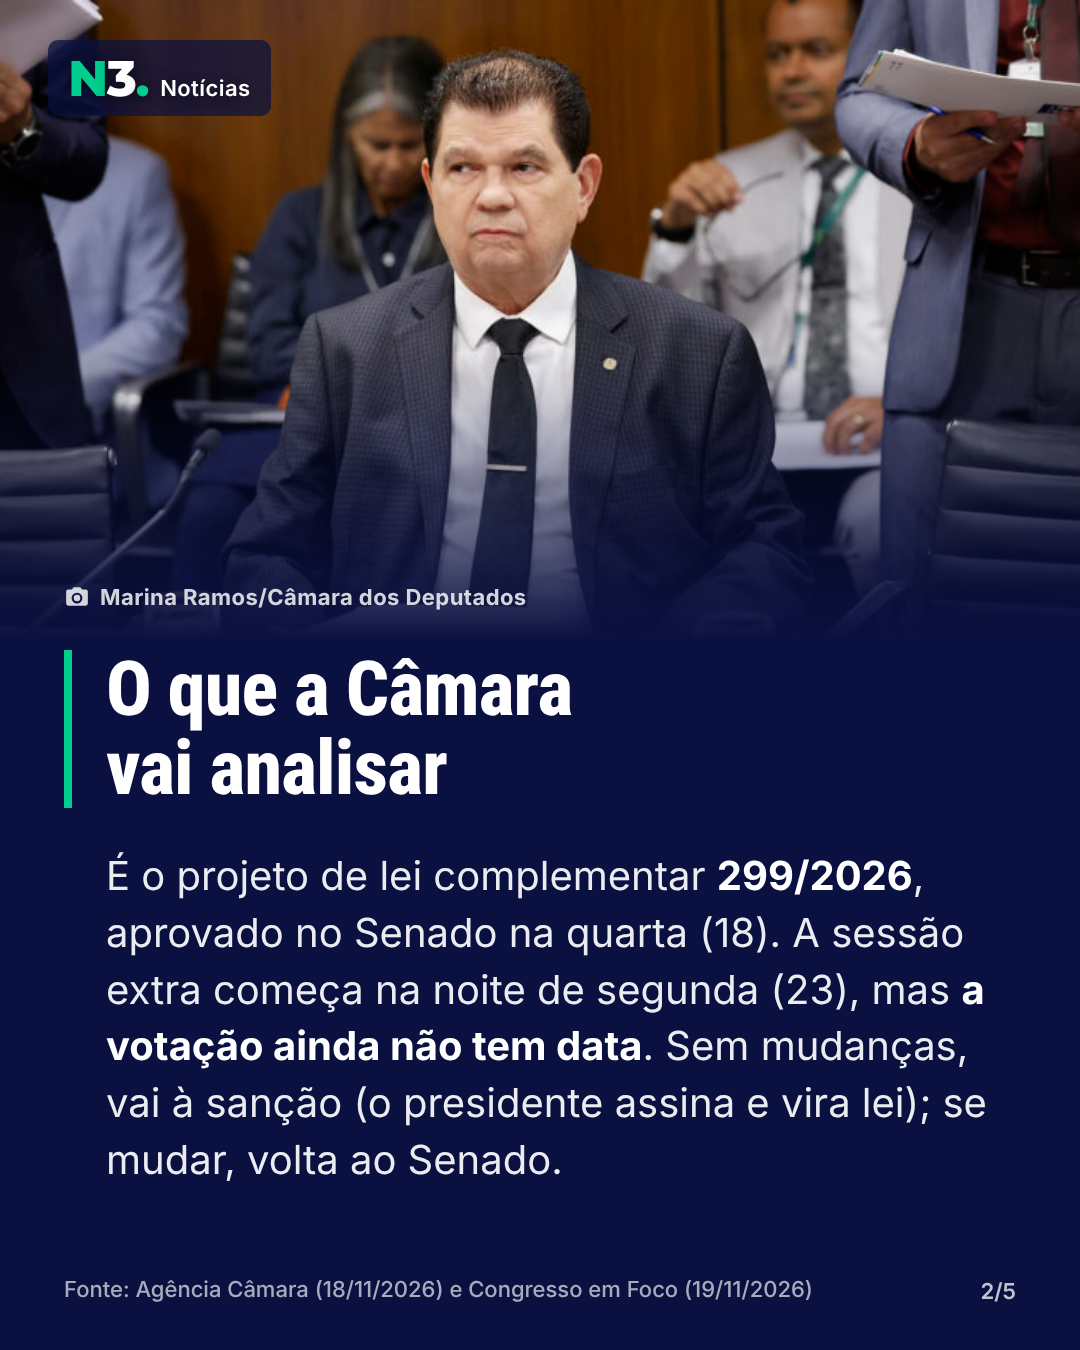 N3. Notícias
Marina Ramos/Câmara dos Deputados
O que a Câmara
vai analisar
É o projeto de lei complementar 299/2026,
aprovado no Senado na quarta (18). A sessão
extra começa na noite de segunda (23), mas a
votação ainda não tem data. Sem mudanças,
vai à sanção (o presidente assina e vira lei); se
mudar, volta ao Senado.
Fonte: Agência Câmara (18/11/2026) e Congresso em Foco (19/11/2026)
2/5